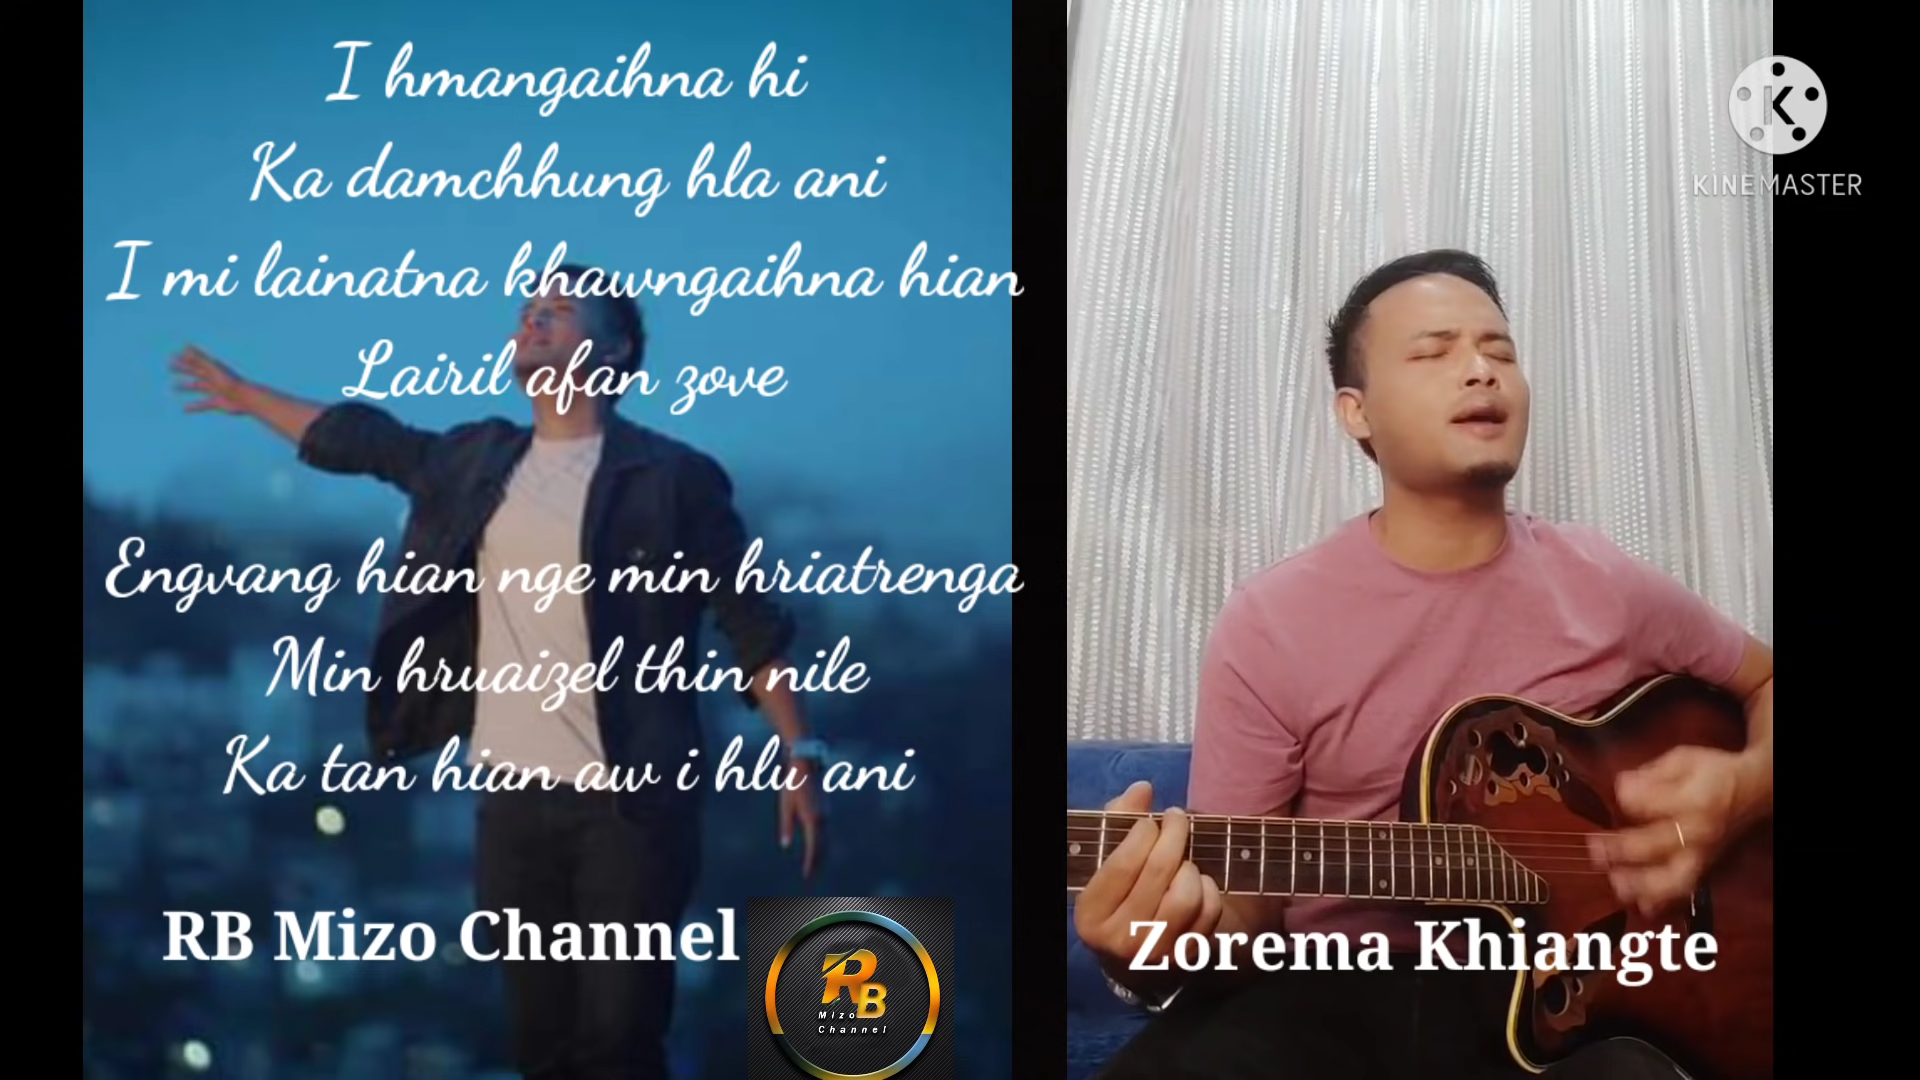 I hmangaihna hi
Ka damchhung hla ani
I mi lainatna khawngaihna hian
Lairil afan zove
Engvang hian nge min hriatrenga
Min hruaizel thin nile
Ka tan hian aw i hlu ani
RB Mizo Channel
RB
Mizo
Channel
K
KINEMASTER
Zorema Khiangte